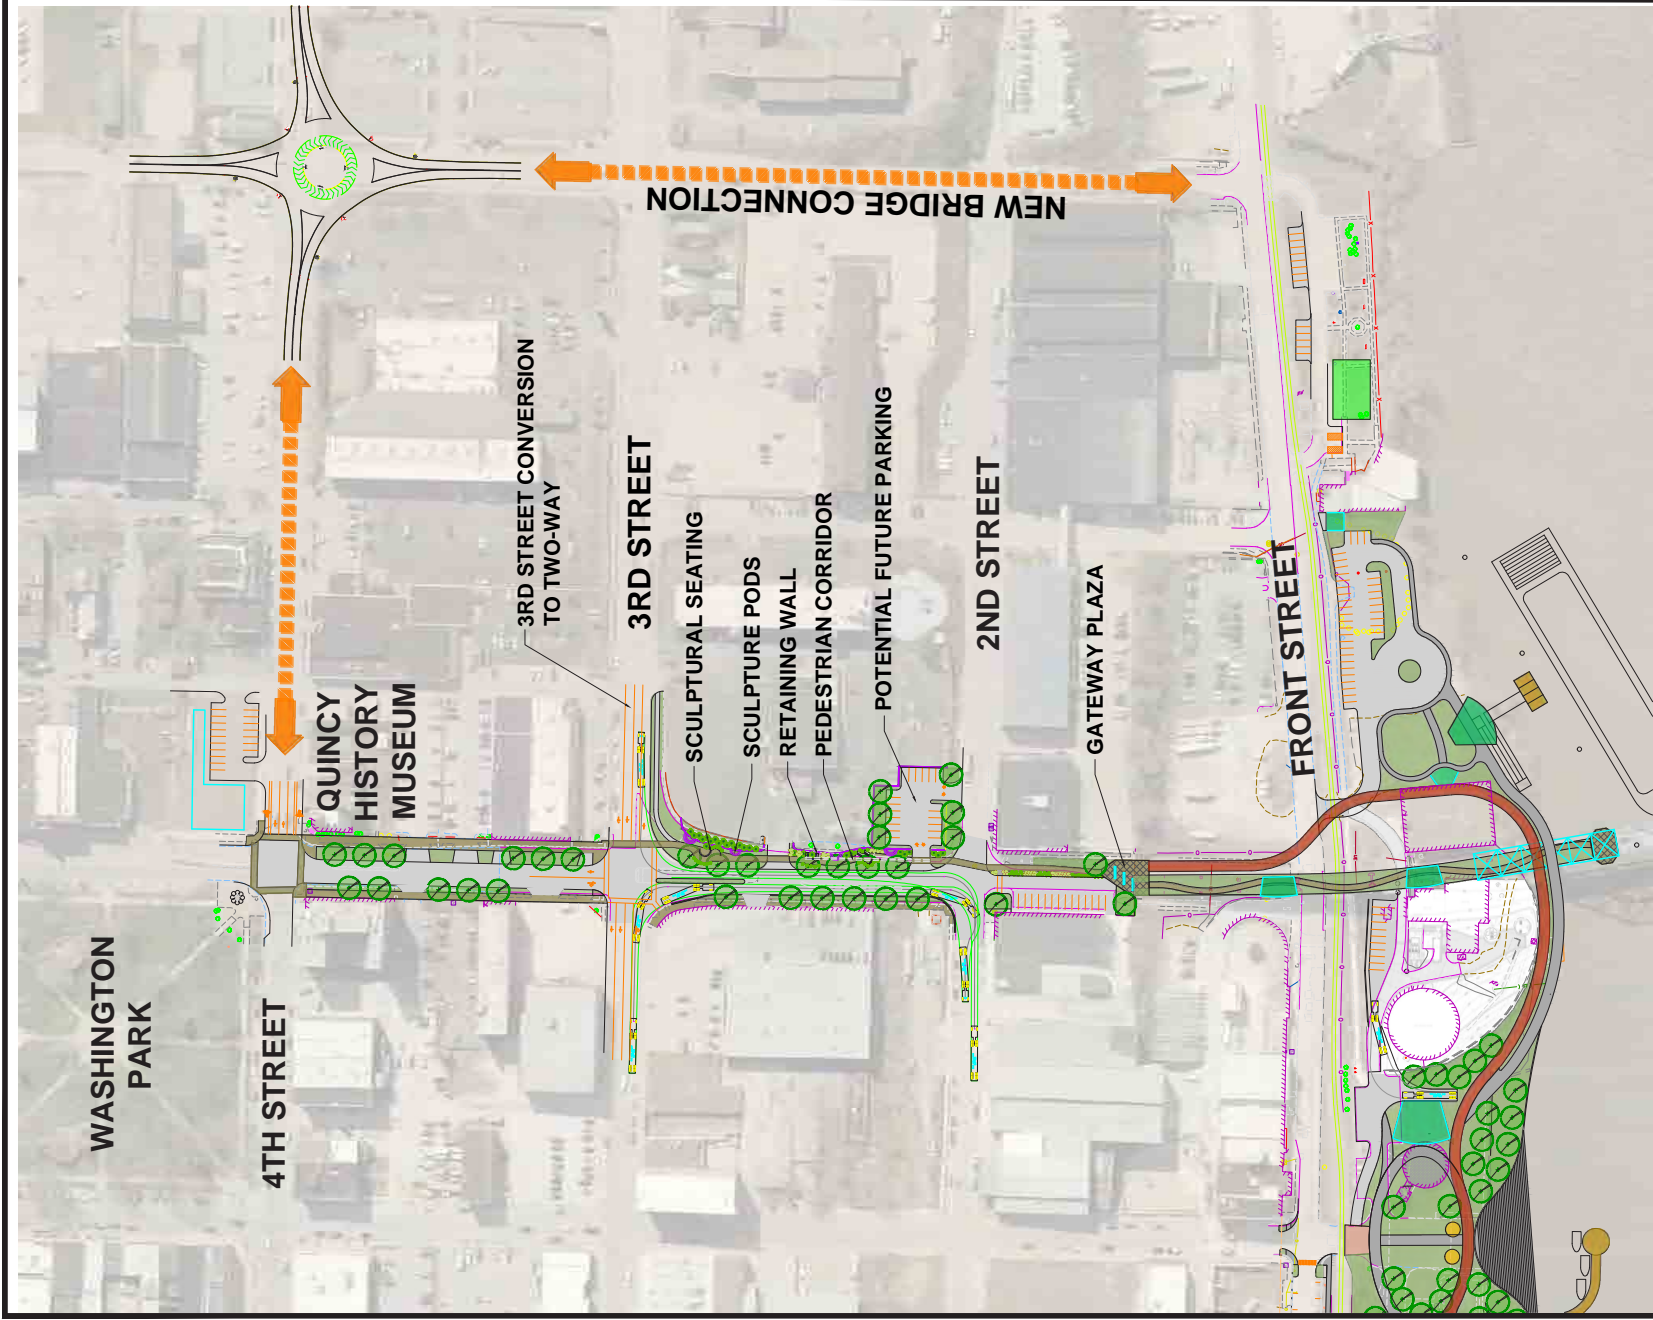 WASHINGTON
PARK
4TH STREET
QUINCY
HISTORY
MUSEUM
3RD STREET CONVERSION
TO TWO-WAY
3RD STREET
SCULPTURAL SEATING
SCULPTURE PODS
RETAINING WALL
PEDESTRIAN CORRIDOR
POTENTIAL FUTURE PARKING
2ND STREET
GATEWAY PLAZA
FRONT STREET
NEW BRIDGE CONNECTION